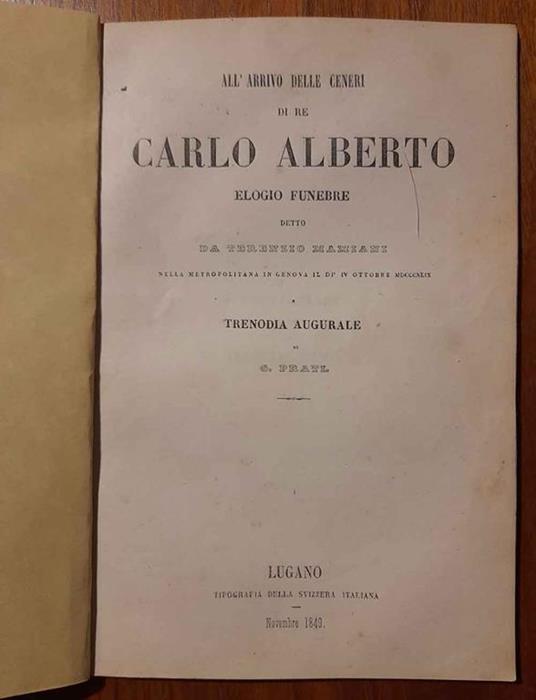 ALL' ARRIVO DELLE CENERI
DI RE
CARLO ALBERTO
ELOGIO FUNEBRE
DETTO
DA TERENZIO MAMIANI
NELLA METROPOLITANA IN GENOVA IL DI' IV OTTOBRE MDCCCXLIX
E
TRENODIA AUGURALE
DI
G. PRATI.
LUGANO
TIPOGRAFIA DELLA SVIZZERA ITALIANA
Novembre 1849.